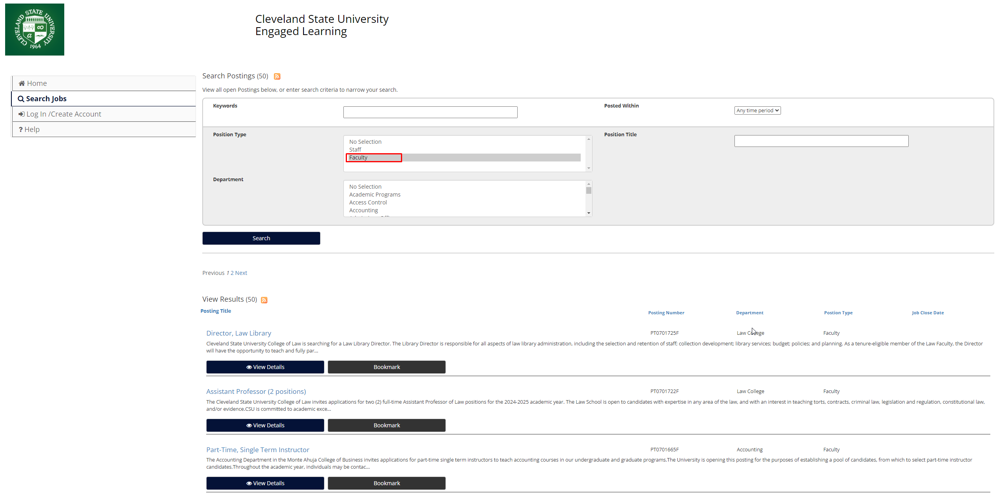 CLEVELAND STATE UNIVERSITY
a
1964
Cleveland State University
Engaged Learning
Home
Search Jobs
Log In /Create Account
? Help
Search Postings (50)
View all open Postings below, or enter search criteria to narrow your search.
Keywords
Posted Within
Any time period
Position Type
No Selection
Staff
Faculty
Position Title
Department
No Selection
Academic Programs
Access Control
Accounting
Search
Previous 1 2 Next
View Results (50)
Posting Title Posting Number Department Postion Type Job Close Date
Director, Law Library PT0701725F Law College Faculty
Cleveland State University College of Law is searching for a Law Library Director. The Library Director is responsible for all aspects of law library administration, including the selection and retention of staff; collection development; library services; budget; policies; and planning. As a tenure-eligible member of the Law Faculty, the Director
will have the opportunity to teach and fully par...
View Details Bookmark
Assistant Professor (2 positions) PT0701722F Law College Faculty
The Cleveland State University College of Law invites applications for two (2) full-time Assistant Professor of Law positions for the 2024-2025 academic year. The Law School is open to candidates with expertise in any area of the law, and with an interest in teaching torts, contracts, criminal law, legislation and regulation, constitutional law,
and/or evidence.CSU is committed to academic exce...
View Details Bookmark
Part-Time, Single Term Instructor PT0701665F Accounting Faculty
The Accounting Department in the Monte Ahuja College of Business invites applications for part-time single term instructors to teach accounting courses in our undergraduate and graduate programs.The University is opening this posting for the purposes of establishing a pool of candidates, from which to select part-time instructor
candidates.Throughout the academic year, individuals may be contac...
View Details Bookmark